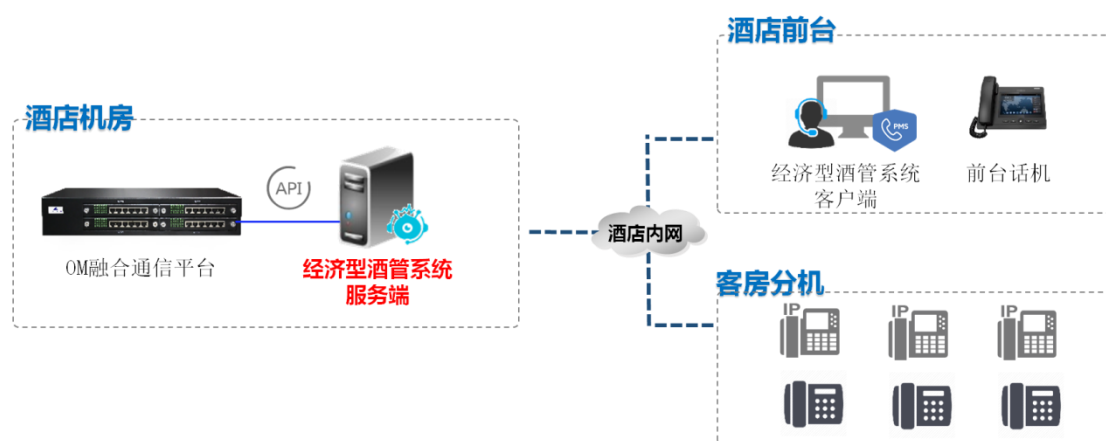 酒店机房
API
OM融合通信平台
经济型酒管系统
服务端
酒店内网
酒店前台
PMS
经济型酒管系统
客户端
前台话机
客房分机
IP
IP
IP